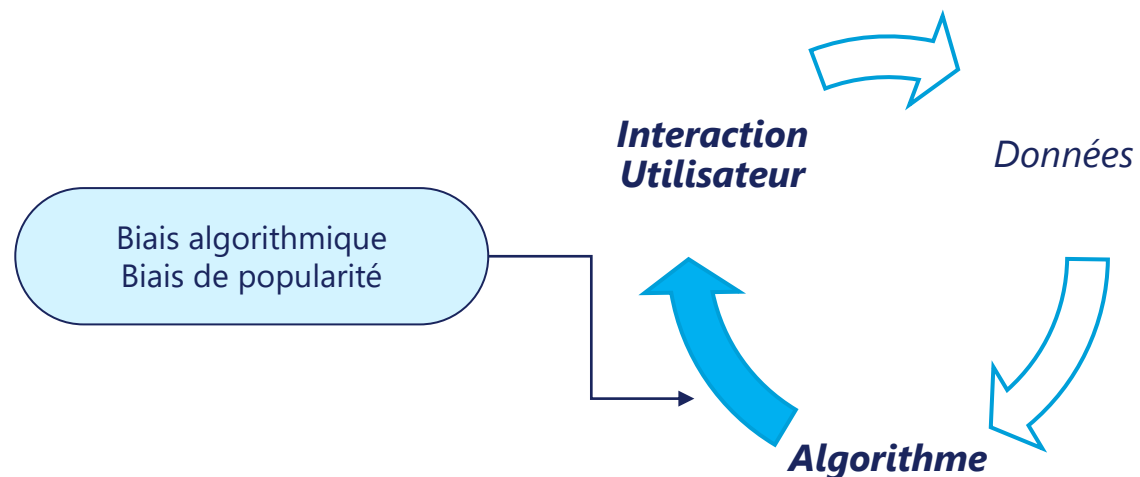 Interaction
Utilisateur
Données
Biais algorithmique
Biais de popularité
Algorithme